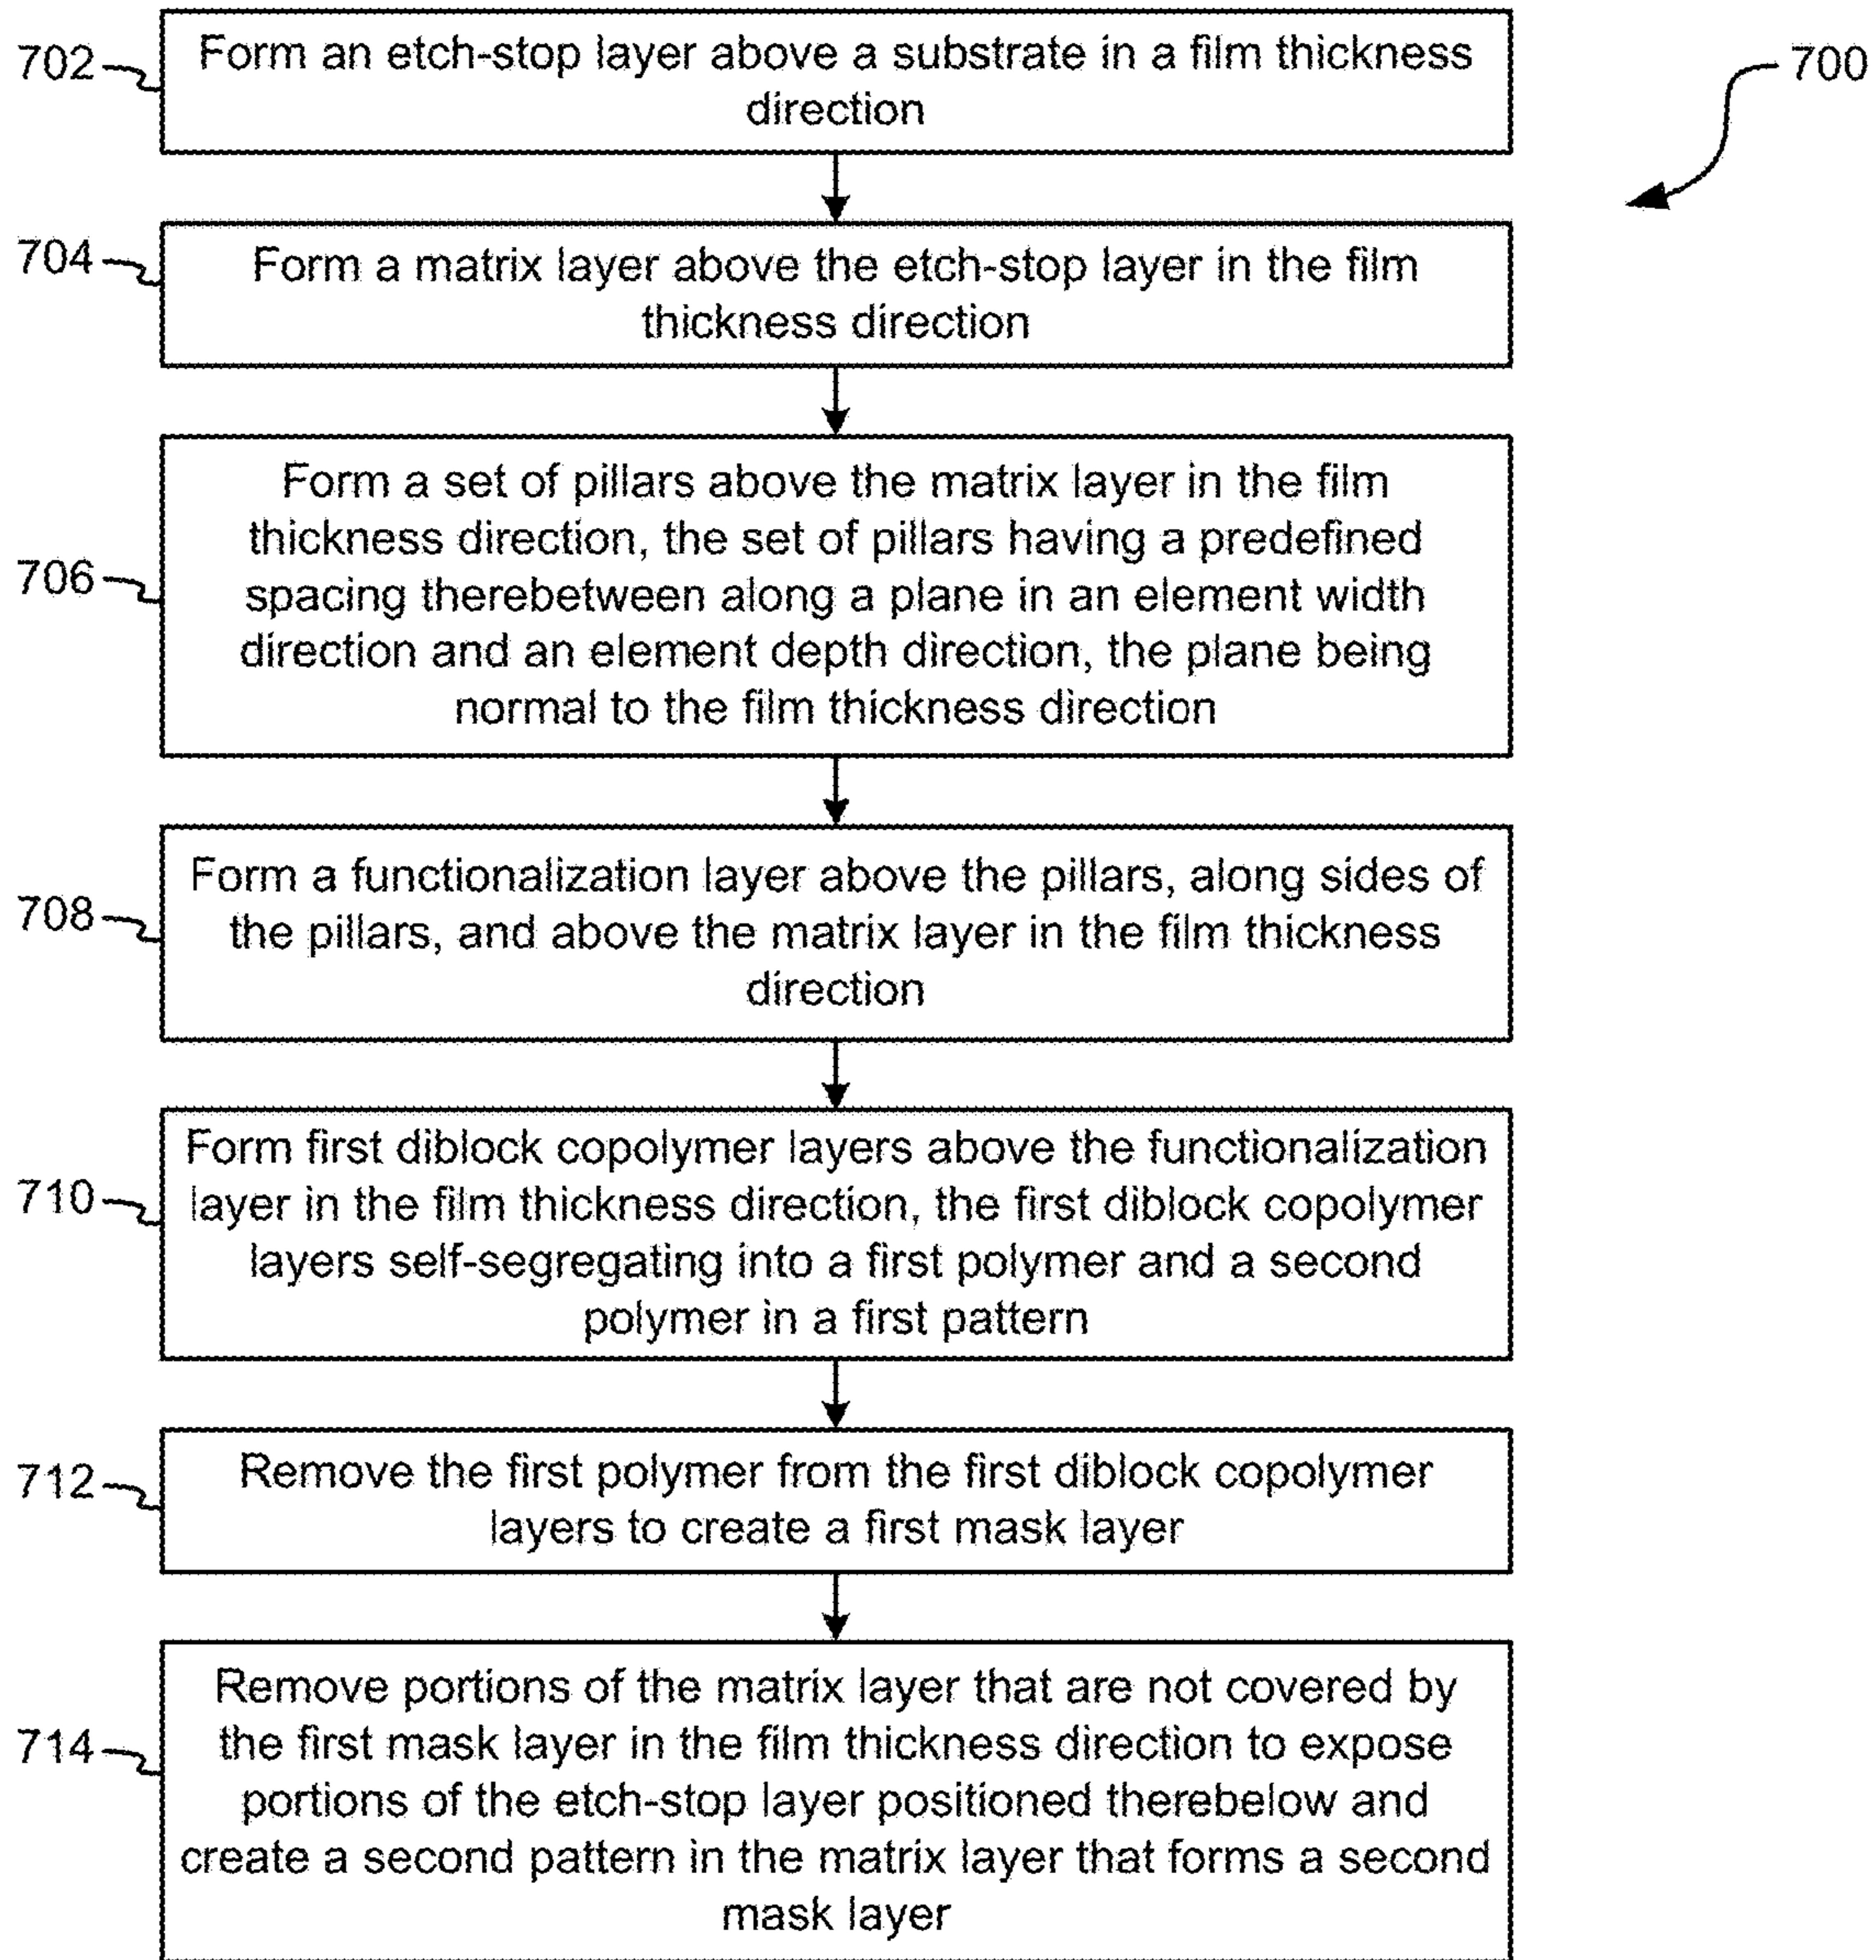 702
Form an etch-stop layer above a substrate in a film thickness
direction
700
704
Form a matrix layer above the etch-stop layer in the film
thickness direction
706
Form a set of pillars above the matrix layer in the film
thickness direction, the set of pillars having a predefined
spacing therebetween along a plane in an element width
direction and an element depth direction, the plane being
normal to the film thickness direction
708
Form a functionalization layer above the pillars, along sides of
the pillars, and above the matrix layer in the film thickness
direction
710
Form first diblock copolymer layers above the functionalization
layer in the film thickness direction, the first diblock copolymer
layers self-segregating into a first polymer and a second
polymer in a first pattern
712
Remove the first polymer from the first diblock copolymer
layers to create a first mask layer
714
Remove portions of the matrix layer that are not covered by
the first mask layer in the film thickness direction to expose
portions of the etch-stop layer positioned therebelow and
create a second pattern in the matrix layer that forms a second
mask layer